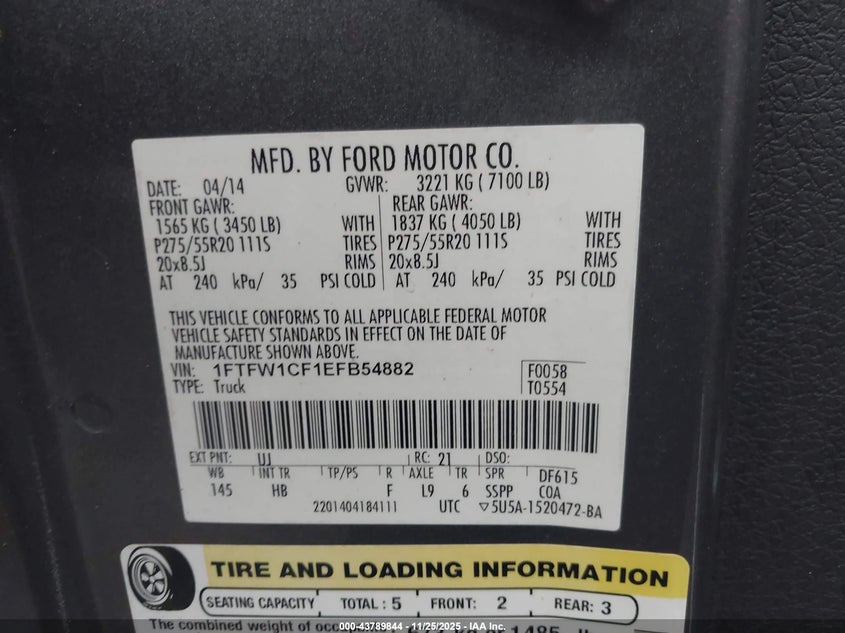 MFD. BY FORD MOTOR CO.
DATE: 04/14 GVWR: 3221 KG ( 7100 LB)
FRONT GAWR: REAR GAWR:
1565 KG ( 3450 LB) WITH 1837 KG ( 4050 LB) WITH
P275/55R20 111S TIRES P275/55R20 111S TIRES
20x8.5J RIMS 20x8.5J RIMS
AT 240 kPa/ 35 PSI COLD AT 240 kPa/ 35 PSI COLD
THIS VEHICLE CONFORMS TO ALL APPLICABLE FEDERAL MOTOR
VEHICLE SAFETY STANDARDS IN EFFECT ON THE DATE OF
MANUFACTURE SHOWN ABOVE.
VIN: 1FTFW1CF1EFB54882 F0058
TYPE: Truck T0554
EXT PNT: UJ RC: 21 DSO:
WB INT TR TP/PS R AXLE TR SPR DF615
145 HB F L9 6 SSPP COA
2201404184111 UTC ▽5U5A-1520472-BA
TIRE AND LOADING INFORMATION
SEATING CAPACITY TOTAL : 5 FRONT: 2 REAR: 3
The combined weight of 1485
000-43789844 - 11/25/2025 - IAA, Inc.